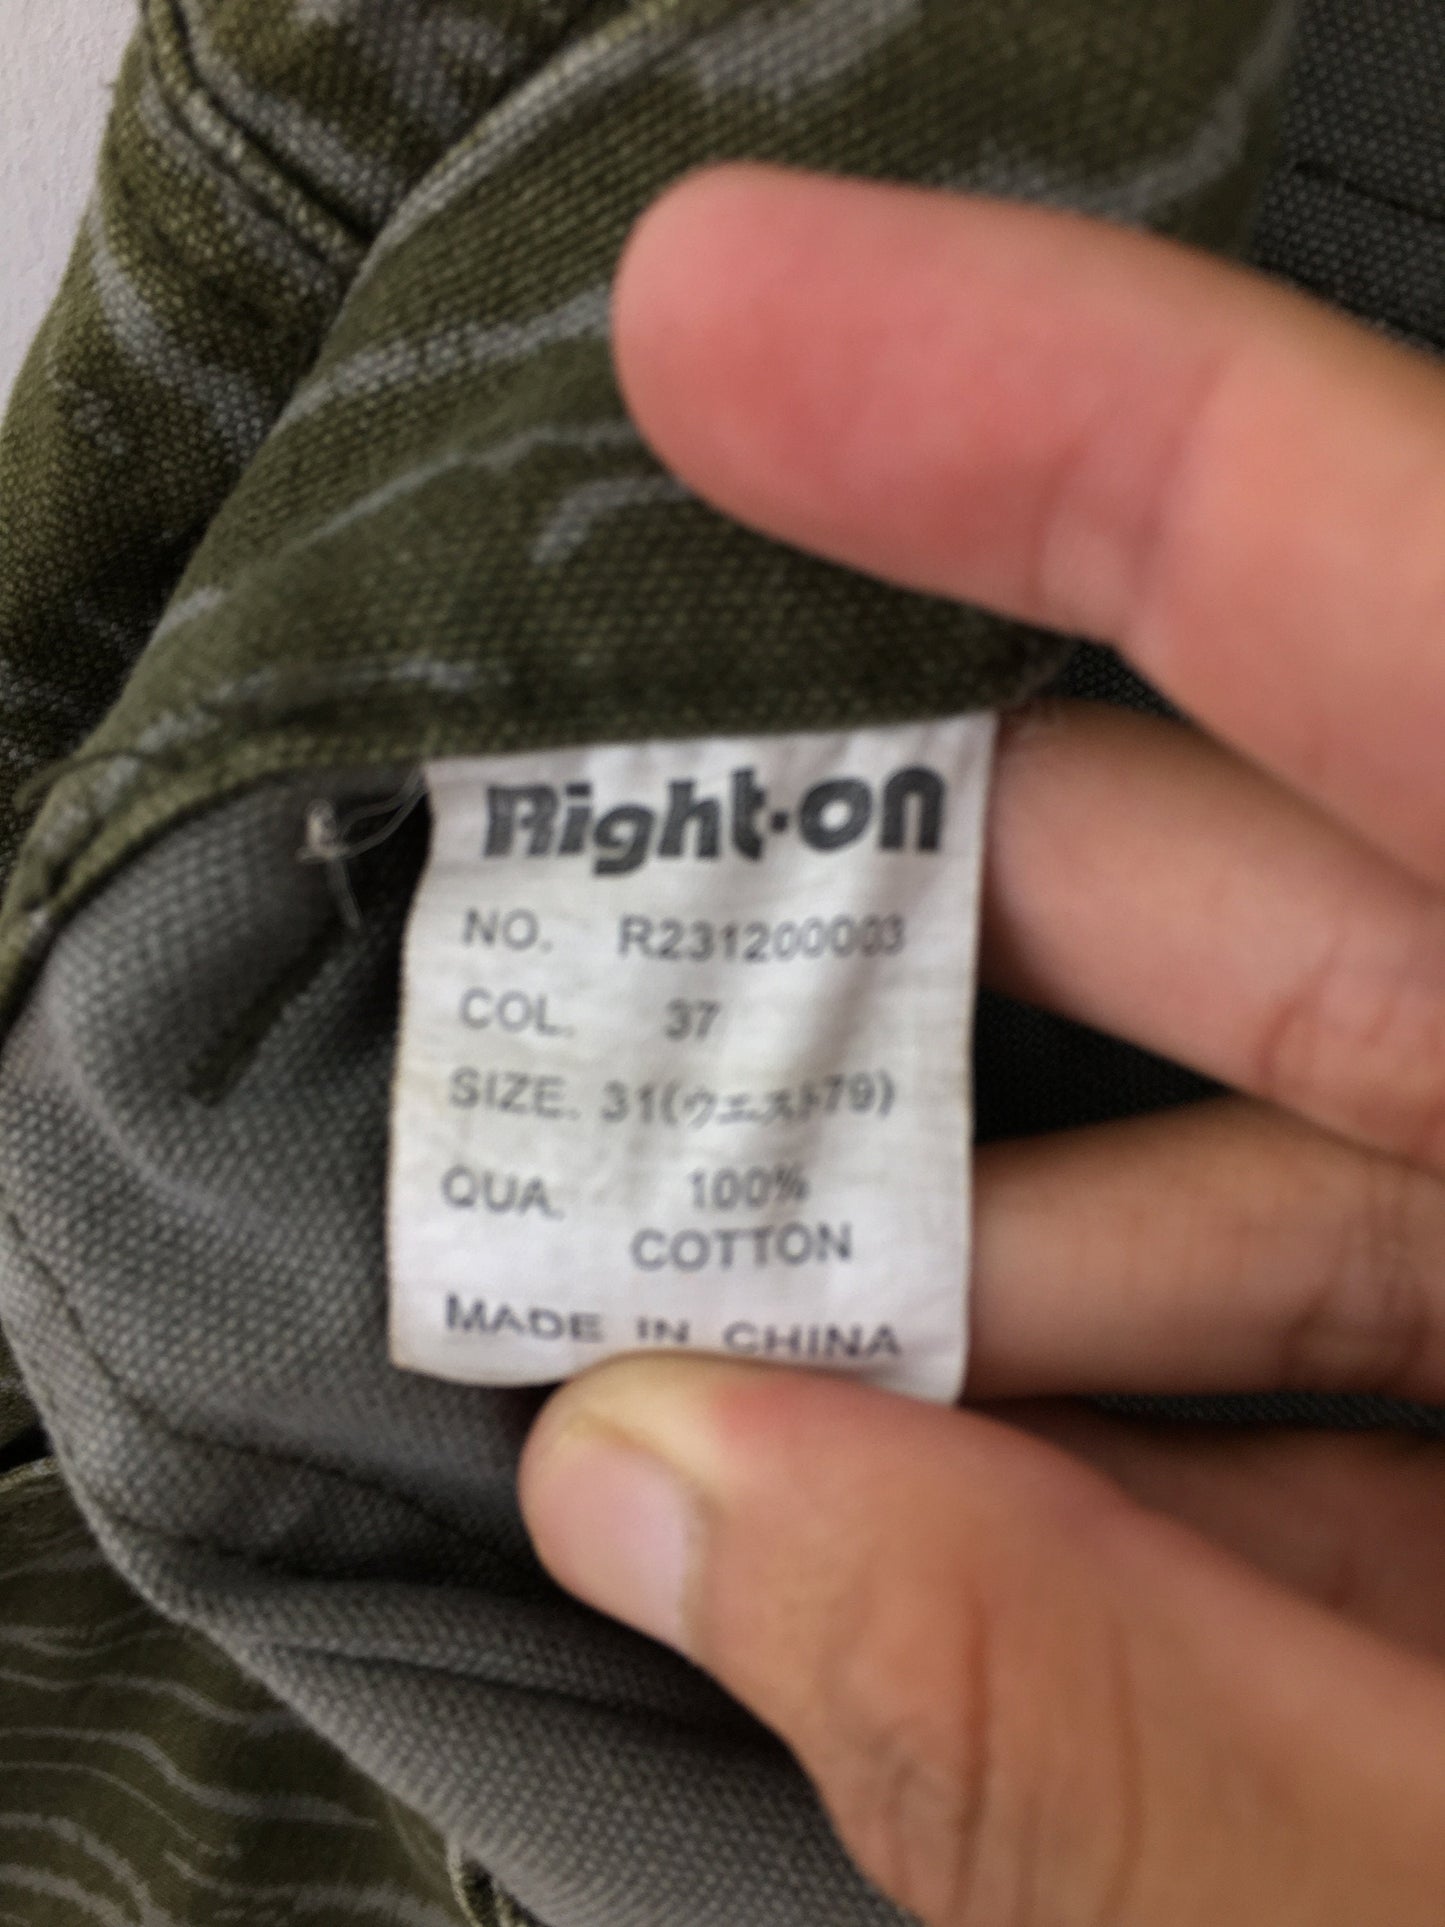 Right-on
NO. R231200003
COL. 37
SIZE. 31(ウエスト79)
QUA. 100%
COTTON
MADE IN CHINA